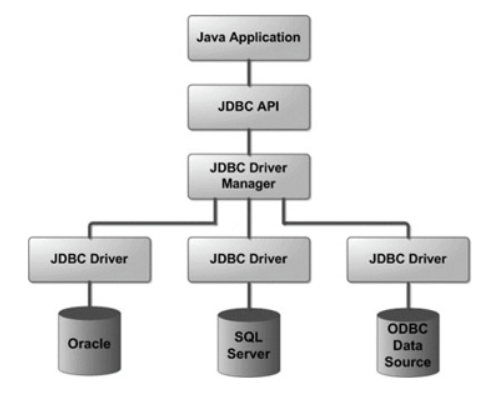 Java Application
JDBC API
JDBC Driver
Manager
JDBC Driver
JDBC Driver
JDBC Driver
Oracle
SQL
Server
ODBC
Data
Source